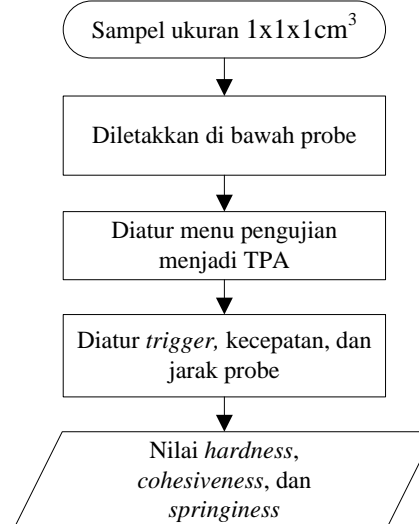 Sampel ukuran 1x1x1cm³
Diletakkan di bawah probe
Diatur menu pengujian
menjadi TPA
Diatur trigger, kecepatan, dan
jarak probe
Nilai hardness,
cohesiveness, dan
springiness